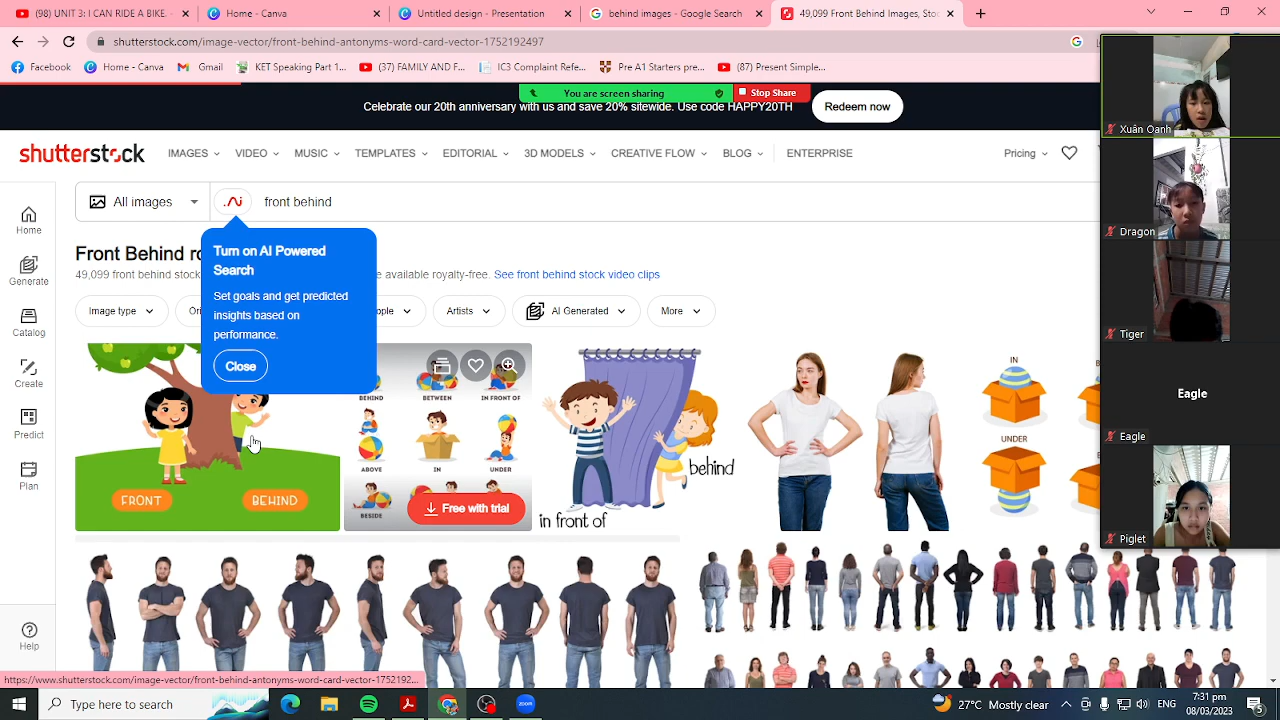 (98) UNIT 3: I CAN RIDE A BIKE -
Home - Canva
Untitled design - Canva
behind - Google Search
49,099 Front Behind Images, Sto
shutterstock.com/image-vector/front-behind-antonyms-word-card-vector-1752192497
Facebook
Home - Canva
Gmail
KET Speaking Part 1...
(37) FAMILY AND F...
IC3 Complaint Refe...
Pre A1 Starters pre...
(87) Present Simple...
You are screen sharing
Stop Share
Celebrate our 20th anniversary with us and save 20% sitewide. Use code HAPPY20TH
Redeem now
shutterstock
IMAGES
VIDEO
MUSIC
TEMPLATES
EDITORIAL
3D MODELS
CREATIVE FLOW
BLOG
ENTERPRISE
Pricing
All images
front behind
Home
Generate
Catalog
Create
Predict
Plan
Help
Turn on AI Powered
Search
Set goals and get predicted
insights based on
performance.
Close
Front Behind ro
49,099 front behind stock
e available royalty-free. See front behind stock video clips
Image type
Ori
ople
Artists
AI Generated
More
FRONT
BEHIND
BEHIND
BETWEEN
IN FRONT OF
ABOVE
IN
UNDER
BESIDE
Free with trial
behind
in front of
IN
UNDER
Xuân Oanh
Dragon
Tiger
Eagle
Eagle
Piglet
https://www.shutterstock.com/image-vector/front-behind-antonyms-word-card-vector-1752192...
Type here to search
zoom
27°C Mostly clear
ENG
7:31 pm
08/03/2023
5